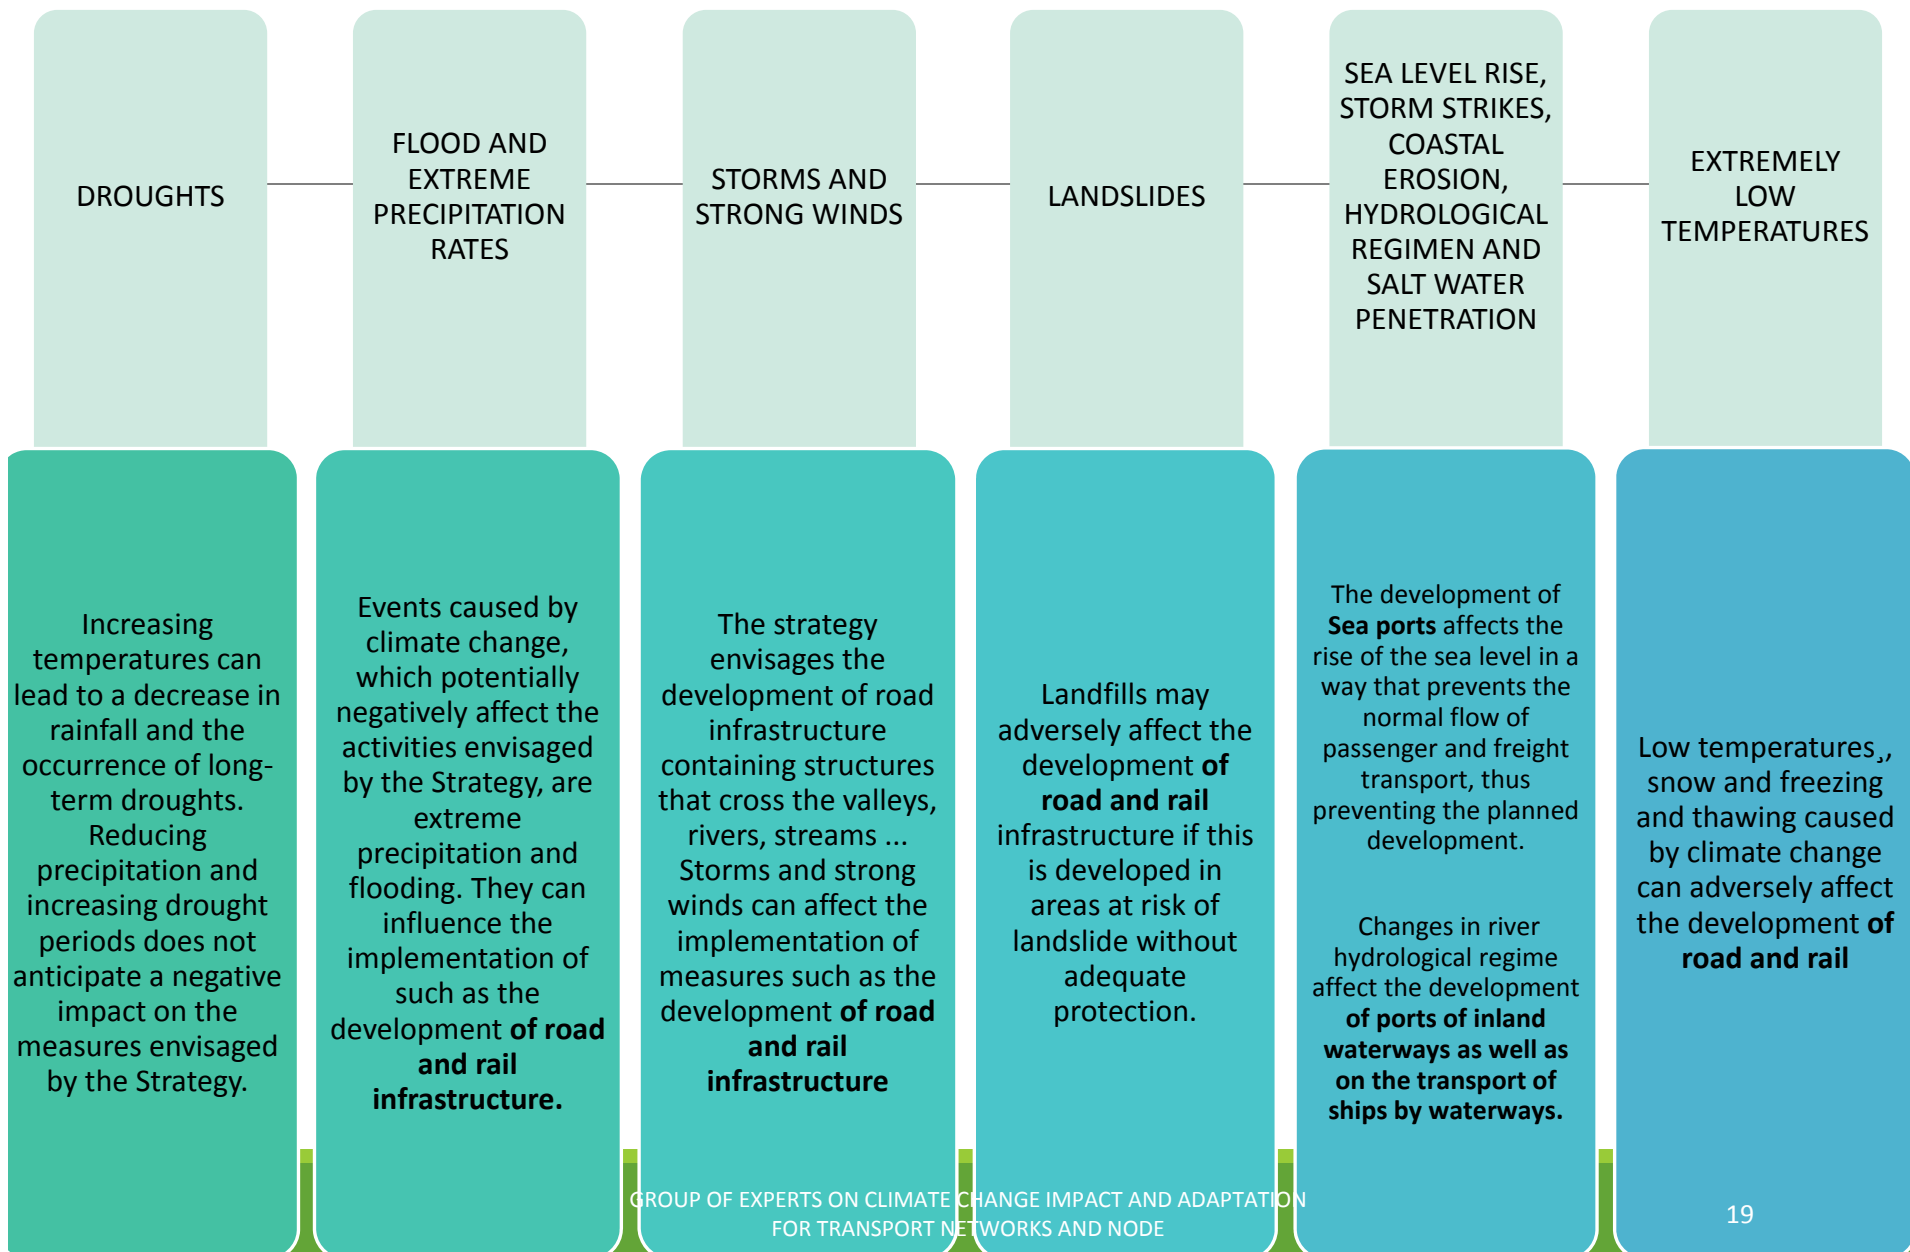 DROUGHTS
FLOOD AND
EXTREME
PRECIPITATION
RATES
STORMS AND
STRONG WINDS
LANDSLIDES
SEA LEVEL RISE,
STORM STRIKES,
COASTAL
EROSION,
HYDROLOGICAL
REGIMEN AND
SALT WATER
PENETRATION
EXTREMELY
LOW
TEMPERATURES
Increasing
temperatures can
lead to a decrease in
rainfall and the
occurrence of long-
term droughts.
Reducing
precipitation and
increasing drought
periods does not
anticipate a negative
impact on the
measures envisaged
by the Strategy.
Events caused by
climate change,
which potentially
negatively affect the
activities envisaged
by the Strategy, are
extreme
precipitation and
flooding. They can
influence the
implementation of
such as the
development of road
and rail
infrastructure.
The strategy
envisages the
development of road
infrastructure
containing structures
that cross the valleys,
rivers, streams ...
Storms and strong
winds can affect the
implementation of
measures such as the
development of road
and rail
infrastructure
Landfills may
adversely affect the
development of
road and rail
infrastructure if this
is developed in
areas at risk of
landslide without
adequate
protection.
The development of
Sea ports affects the
rise of the sea level in a
way that prevents the
normal flow of
passenger and freight
transport, thus
preventing the planned
development.
Changes in river
hydrological regime
affect the development
of ports of inland
waterways as well as
on the transport of
ships by waterways.
Low temperatures¸,
snow and freezing
and thawing caused
by climate change
can adversely affect
the development of
road and rail
GROUP OF EXPERTS ON CLIMATE CHANGE IMPACT AND ADAPTATION
FOR TRANSPORT NETWORKS AND NODE
19